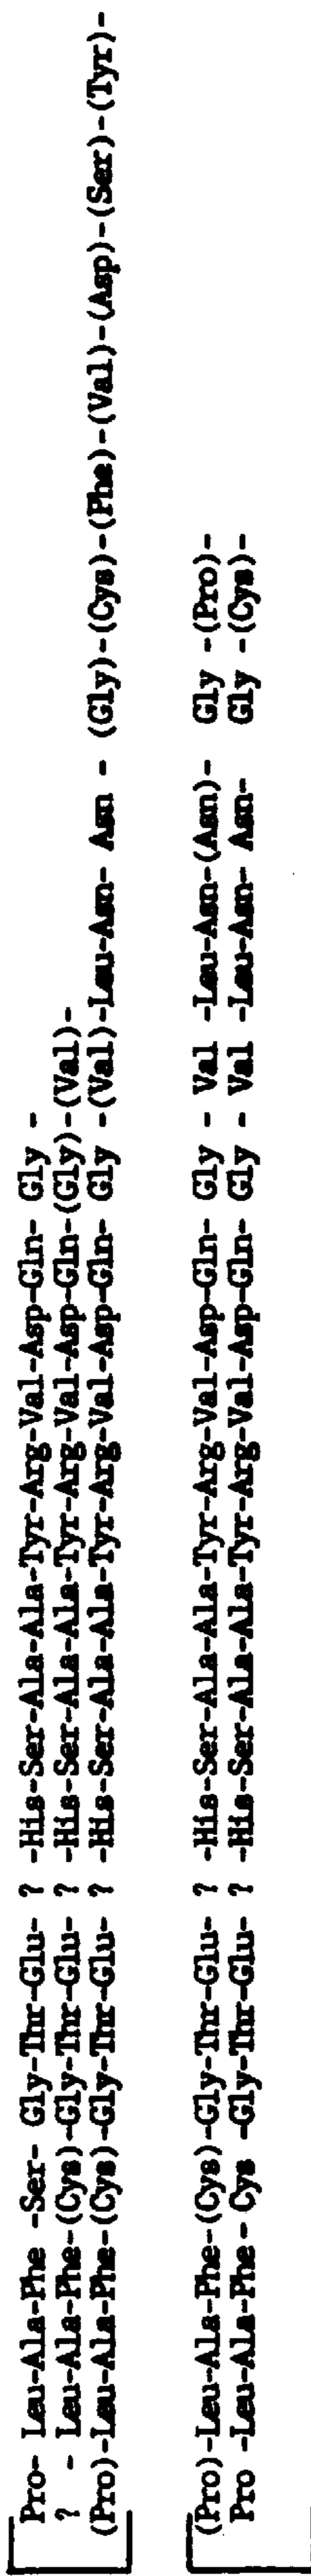 Pro- Leu-Ala-Phe -Ser- Gly-Thr-Glu- ? -His-Ser-Ala-Ala-Tyr-Arg-Val-Asp-Gln- Gly -
? - Leu-Ala-Phe-(Cys)-Gly-Thr-Glu- ? -His-Ser-Ala-Ala-Tyr-Arg-Val-Asp-Gln-(Gly)-(Val)-
(Pro)-Leu-Ala-Phe-(Cys)-Gly-Thr-Glu- ? -His-Ser-Ala-Ala-Tyr-Arg-Val-Asp-Gln- Gly -(Val)-Leu-Asn- Asn - (Gly)-(Cys)-(Phe)-(Val)-(Asp)-(Ser)-(Tyr)-
(Pro)-Leu-Ala-Phe-(Cys)-Gly-Thr-Glu- ? -His-Ser-Ala-Ala-Tyr-Arg-Val-Asp-Gln- Gly - Val -Leu-Asn-(Asn)- Gly -(Pro)-
Pro -Leu-Ala-Phe - Cys -Gly-Thr-Glu- ? -His-Ser-Ala-Ala-Tyr-Arg-Val-Asp-Gln- Gly - Val -Leu-Asn- Asn- Gly -(Cys)-